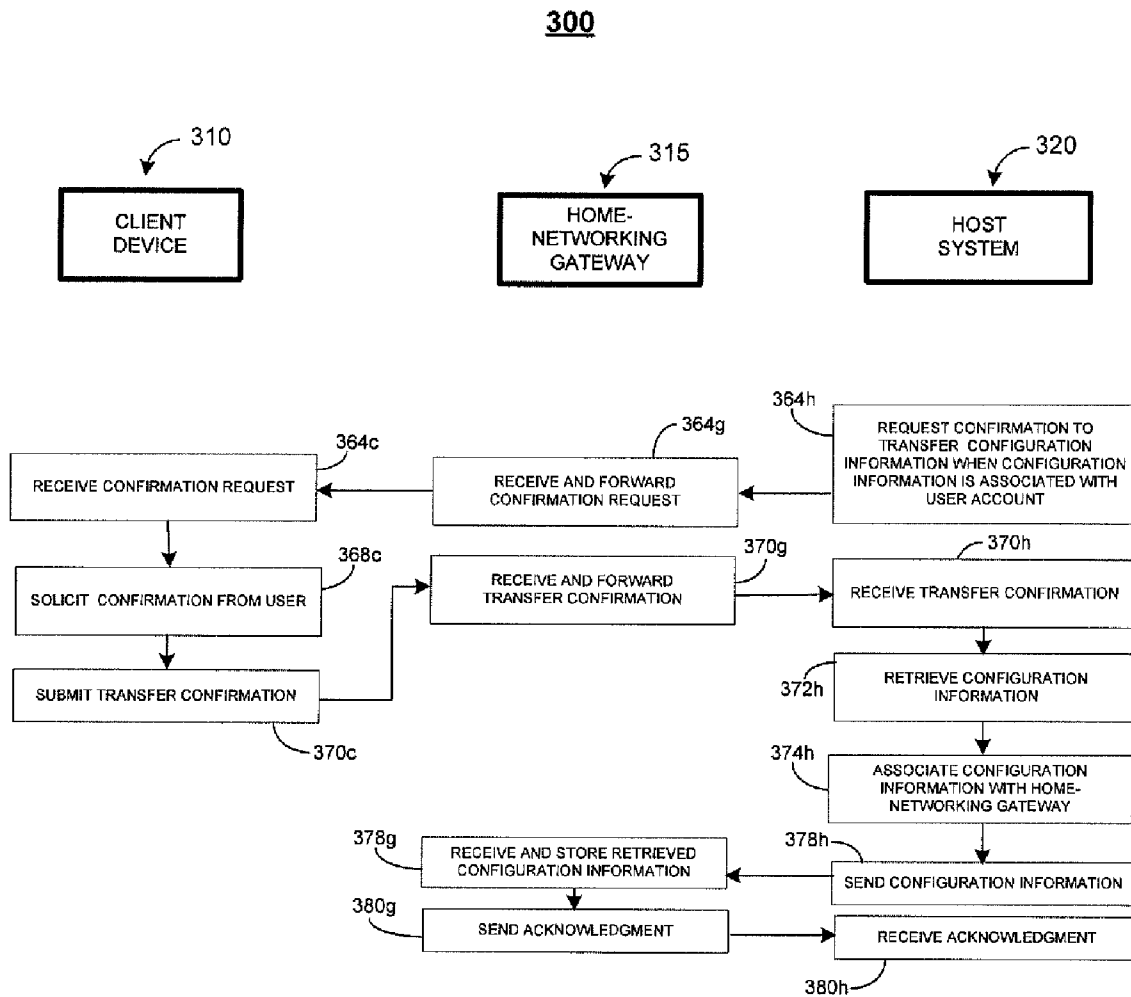 300
310
315
320
CLIENT
DEVICE
HOME-
NETWORKING
GATEWAY
HOST
SYSTEM
364h
REQUEST CONFIRMATION TO
TRANSFER CONFIGURATION
INFORMATION WHEN CONFIGURATION
INFORMATION IS ASSOCIATED WITH
USER ACCOUNT
364g
RECEIVE AND FORWARD
CONFIRMATION REQUEST
364c
RECEIVE CONFIRMATION REQUEST
368c
SOLICIT CONFIRMATION FROM USER
SUBMIT TRANSFER CONFIRMATION
370c
370g
RECEIVE AND FORWARD
TRANSFER CONFIRMATION
370h
RECEIVE TRANSFER CONFIRMATION
372h
RETRIEVE CONFIGURATION
INFORMATION
374h
ASSOCIATE CONFIGURATION
INFORMATION WITH HOME-
NETWORKING GATEWAY
378h
SEND CONFIGURATION INFORMATION
378g
RECEIVE AND STORE RETRIEVED
CONFIGURATION INFORMATION
380g
SEND ACKNOWLEDGMENT
RECEIVE ACKNOWLEDGMENT
380h